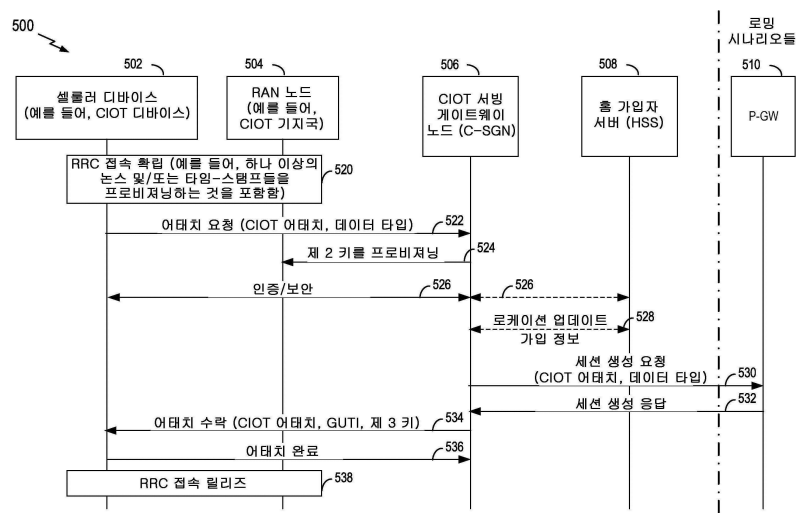 500
로밍
시나리오들
502
504
506
508
510
셀룰러 디바이스
(예를 들어, CIOT 디바이스)
RAN 노드
(예를 들어,
CIOT 기지국)
CIOT 서빙
게이트웨이
노드 (C-SGN)
홈 가입자
서버 (HSS)
P-GW
RRC 접속 확립 (예를 들어, 하나 이상의
논스 및/또는 타임-스탬프들을
프로비져닝하는 것을 포함함)
520
어태치 요청 (CIOT 어태치, 데이터 타입)
522
제 2 키를 프로비져닝
524
인증/보안
526
526
로케이션 업데이트
가입 정보
528
세션 생성 요청
(CIOT 어태치, 데이터 타입)
530
세션 생성 응답
532
어태치 수락 (CIOT 어태치, GUTI, 제 3 키)
534
어태치 완료
536
RRC 접속 릴리즈
538